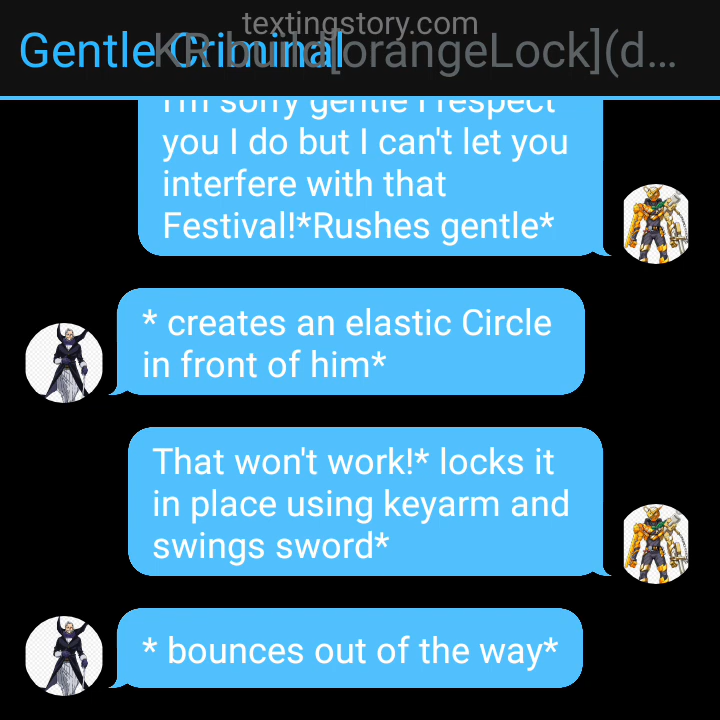 textingstory.com
Gentle Criminal
KR build[orangeLock](d...
I'm sorry gentle I respect
you I do but I can't let you
interfere with that
Festival!*Rushes gentle*
* creates an elastic Circle
in front of him*
That won't work!* locks it
in place using keyarm and
swings sword*
* bounces out of the way*